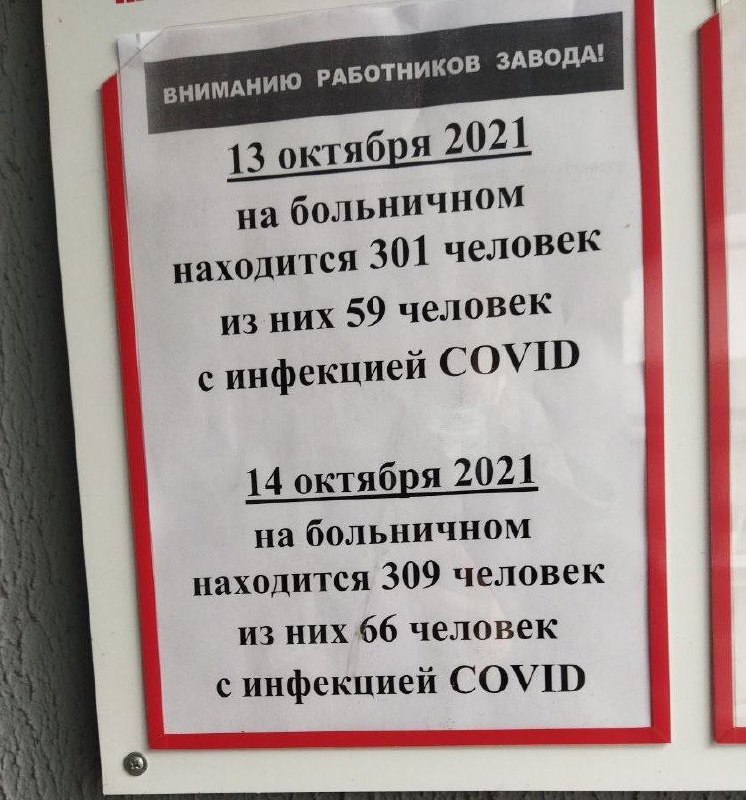 ВНИМАНИЮ РАБОТНИКОВ ЗАВОДА!
13 октября 2021
на больничном
находится 301 человек
из них 59 человек
с инфекцией COVID
14 октября 2021
на больничном
находится 309 человек
из них 66 человек
с инфекцией COVID